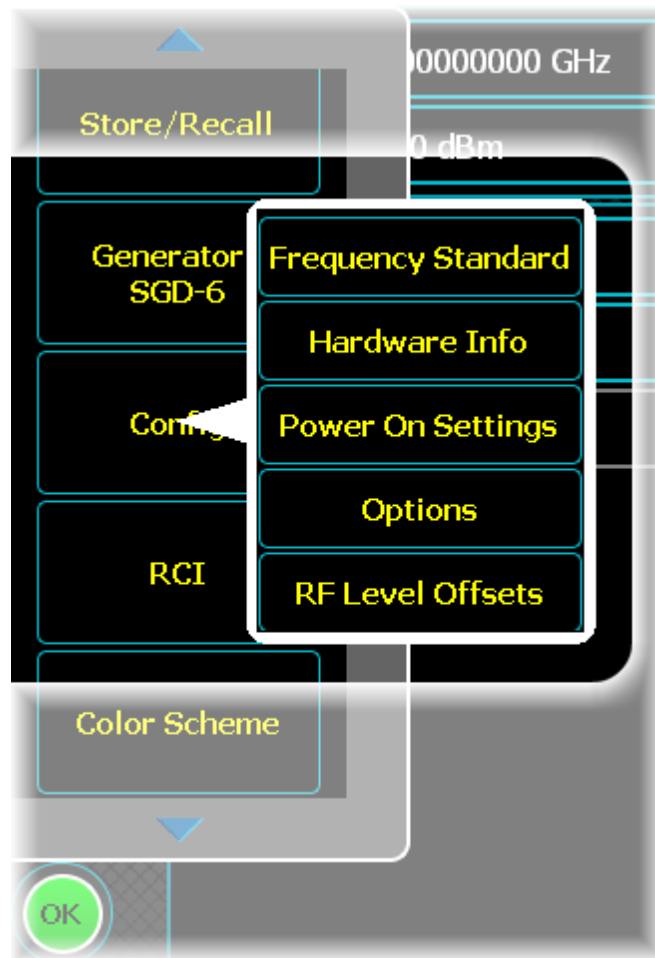 00000000 GHz
Store/Recall
0 dBm
Generator
SGD-6
Frequency Standard
Hardware Info
Config
Power On Settings
Options
RCI
RF Level Offsets
Color Scheme
OK